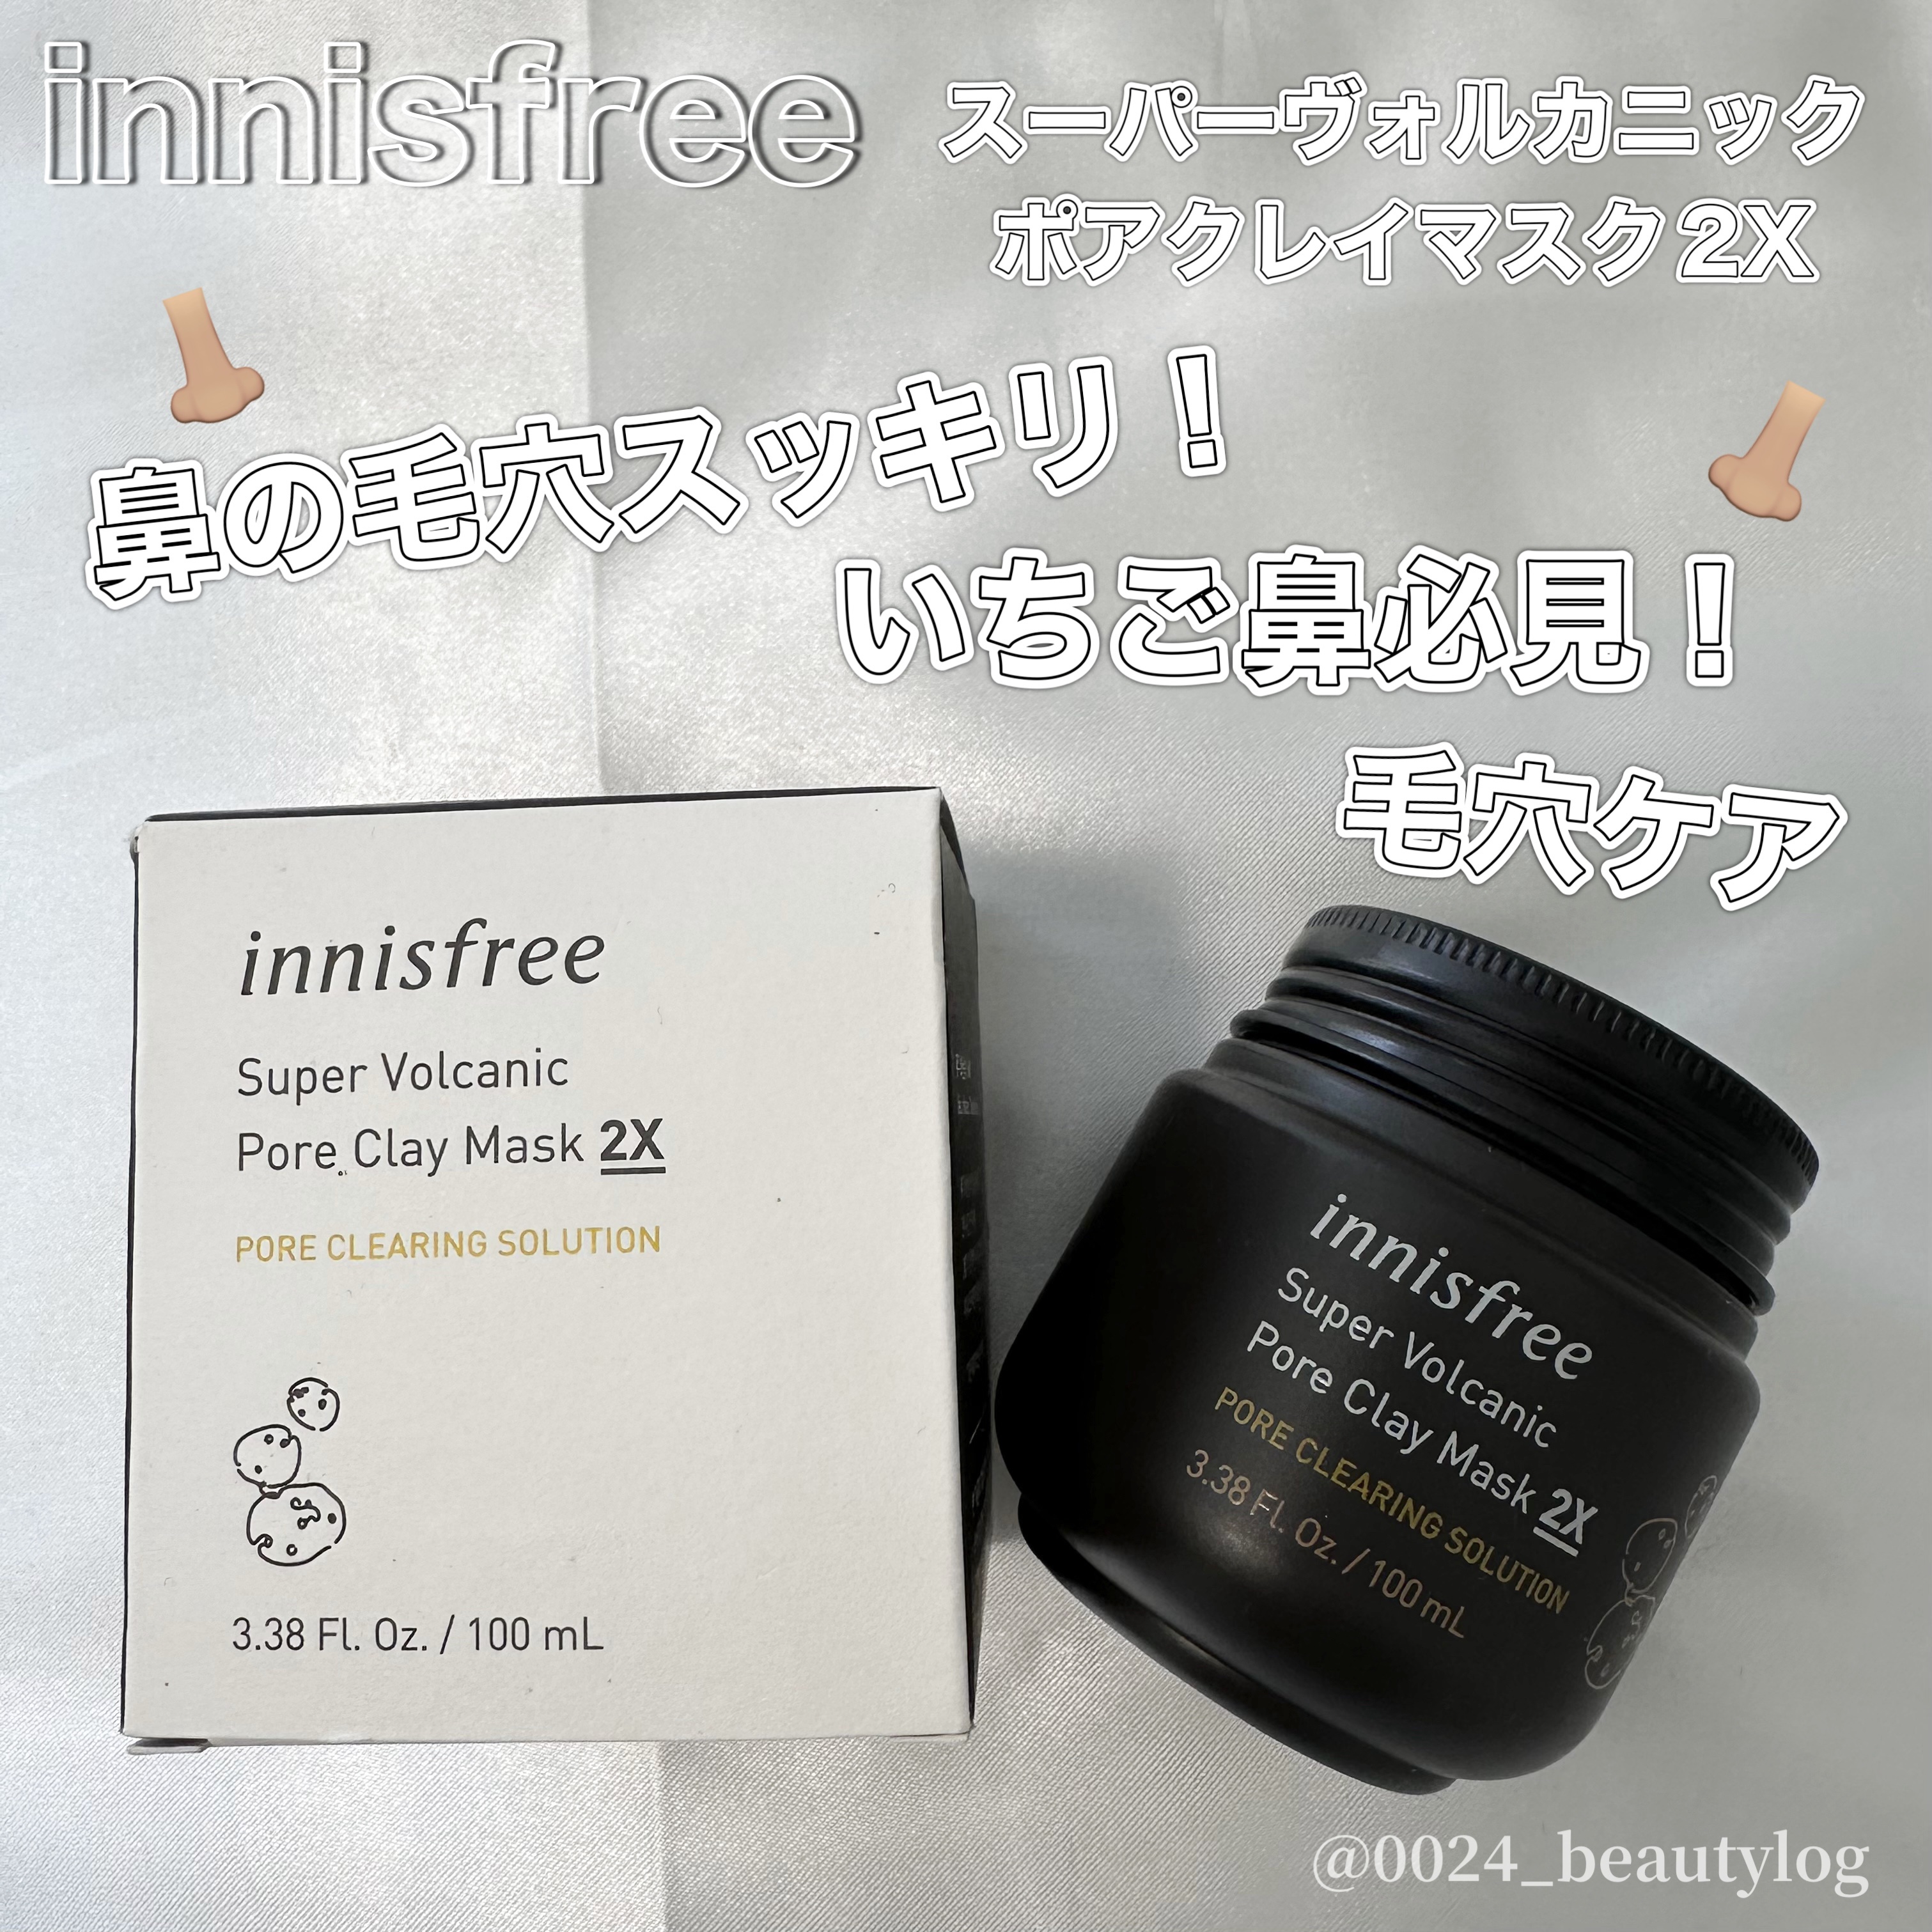 innisfree
スーパーヴォルカニック
ポアクレイマスク2X
鼻の毛穴スッキリ！
いちご鼻必見！
毛穴ケア
innisfree
Super Volcanic
Pore Clay Mask 2X
PORE CLEARING SOLUTION
3.38 Fl. Oz. / 100 mL
innisfree
Super Volcanic
Pore Clay Mask 2X
PORE CLEARING SOLUTION
3.38 Fl. Oz. / 100 mL
@0024_beautylog